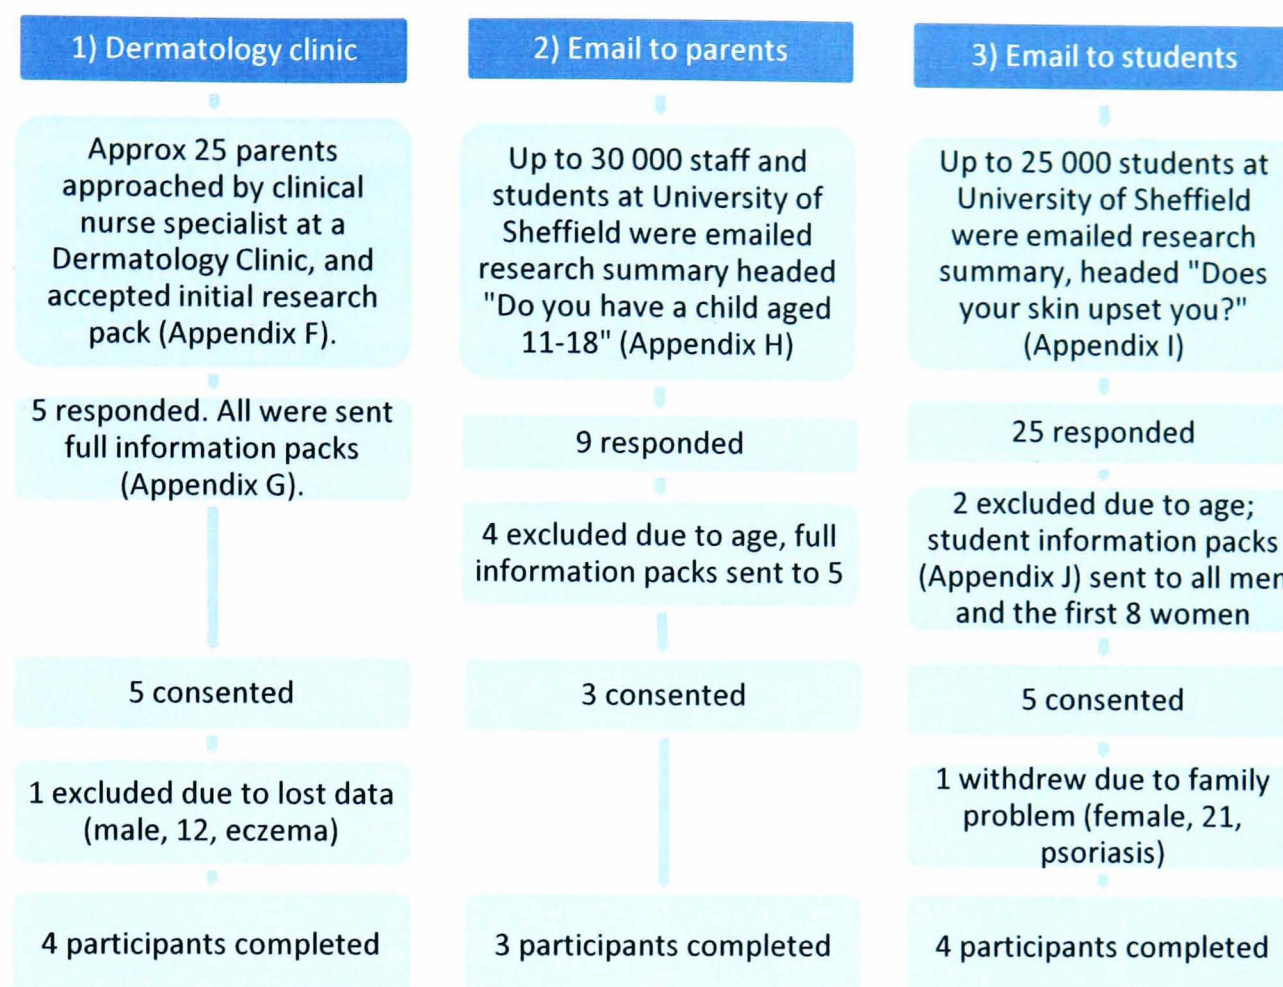 1) Dermatology clinic
Approx 25 parents
approached by clinical
nurse specialist at a
Dermatology Clinic, and
accepted initial research
pack (Appendix F).
5 responded. All were sent
full information packs
(Appendix G).
5 consented
1 excluded due to lost data
(male, 12, eczema)
4 participants completed
2) Email to parents
Up to 30 000 staff and
students at University of
Sheffield were emailed
research summary headed
"Do you have a child aged
11-18" (Appendix H)
9 responded
4 excluded due to age, full
information packs sent to 5
3 consented
3 participants completed
3) Email to students
Up to 25 000 students at
University of Sheffield
were emailed research
summary, headed "Does
your skin upset you?"
(Appendix I)
25 responded
2 excluded due to age;
student information packs
(Appendix J) sent to all men
and the first 8 women
5 consented
1 withdrew due to family
problem (female, 21,
psoriasis)
4 participants completed